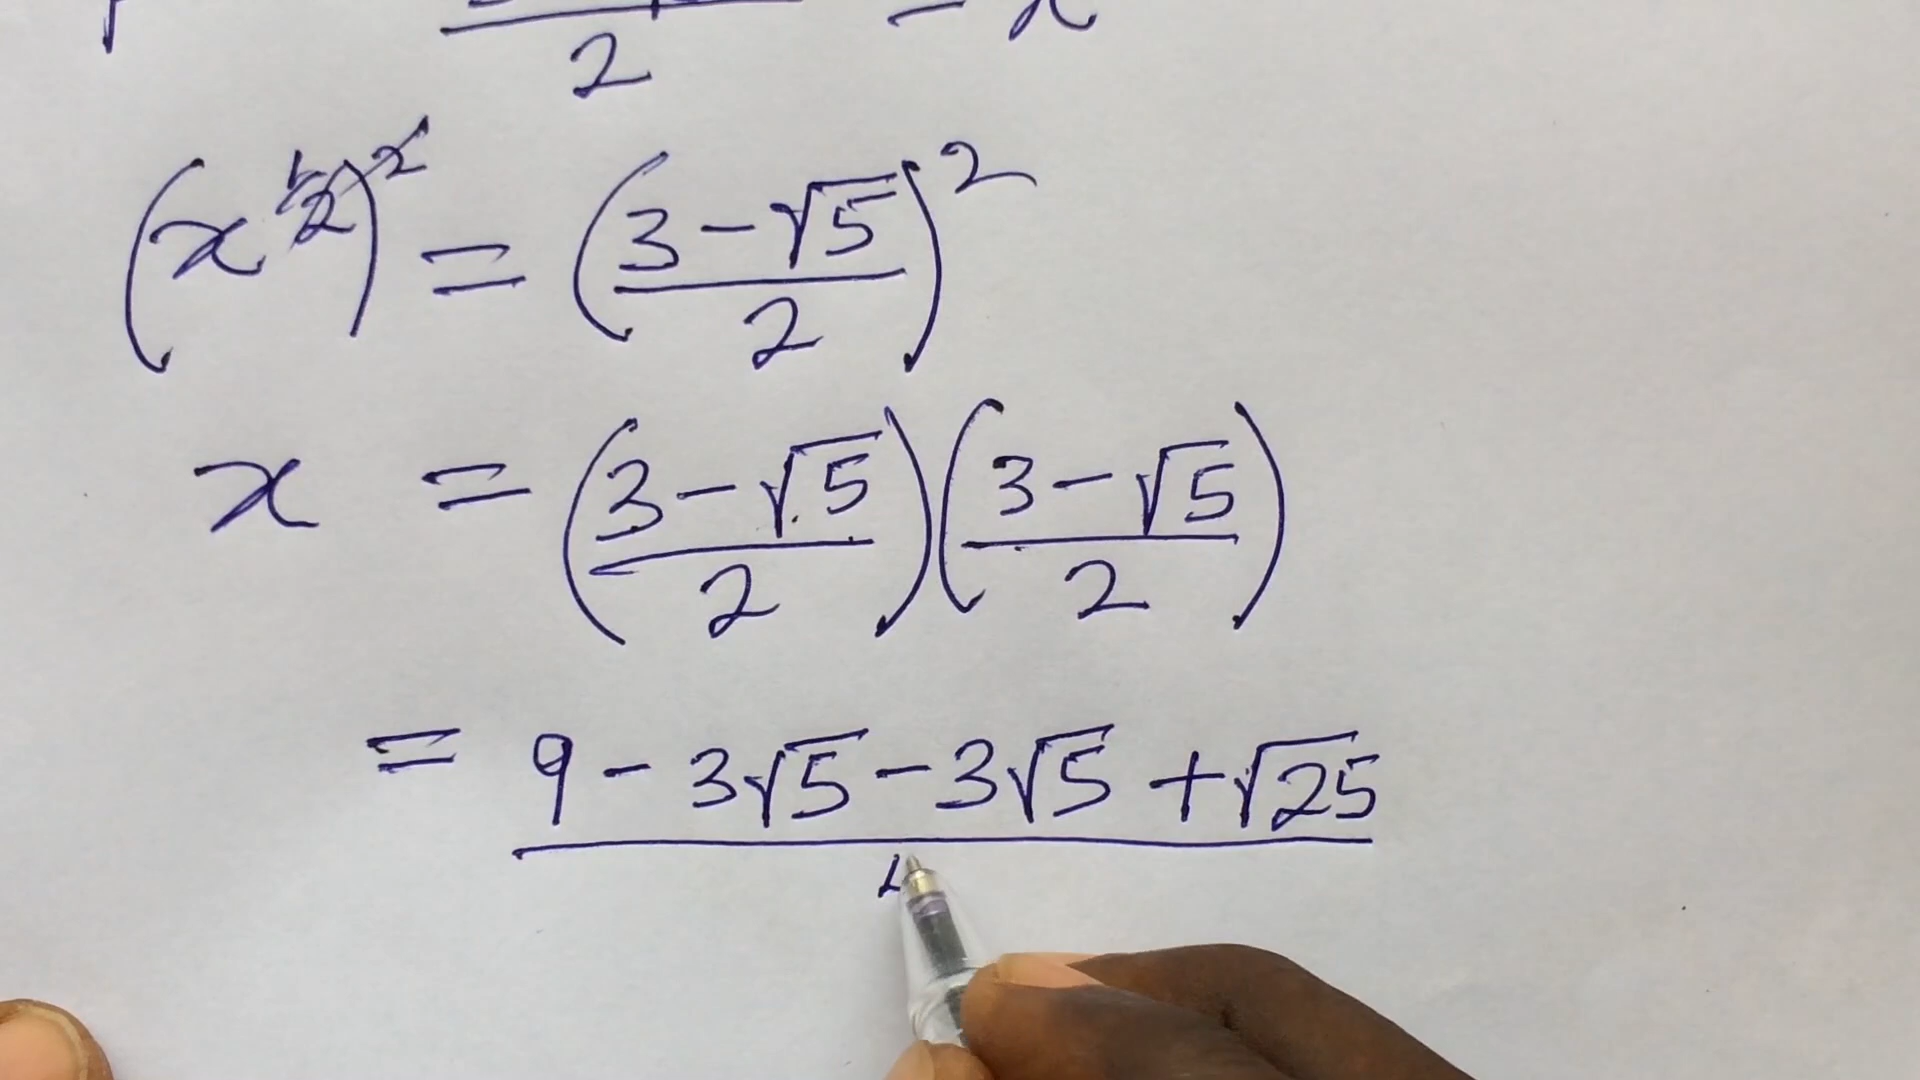 2
(x^{1/2})^2 = ((3 - √5)/2)^2
x = ((3 - √5)/2)((3 - √5)/2)
= (9 - 3√5 - 3√5 + √25)/